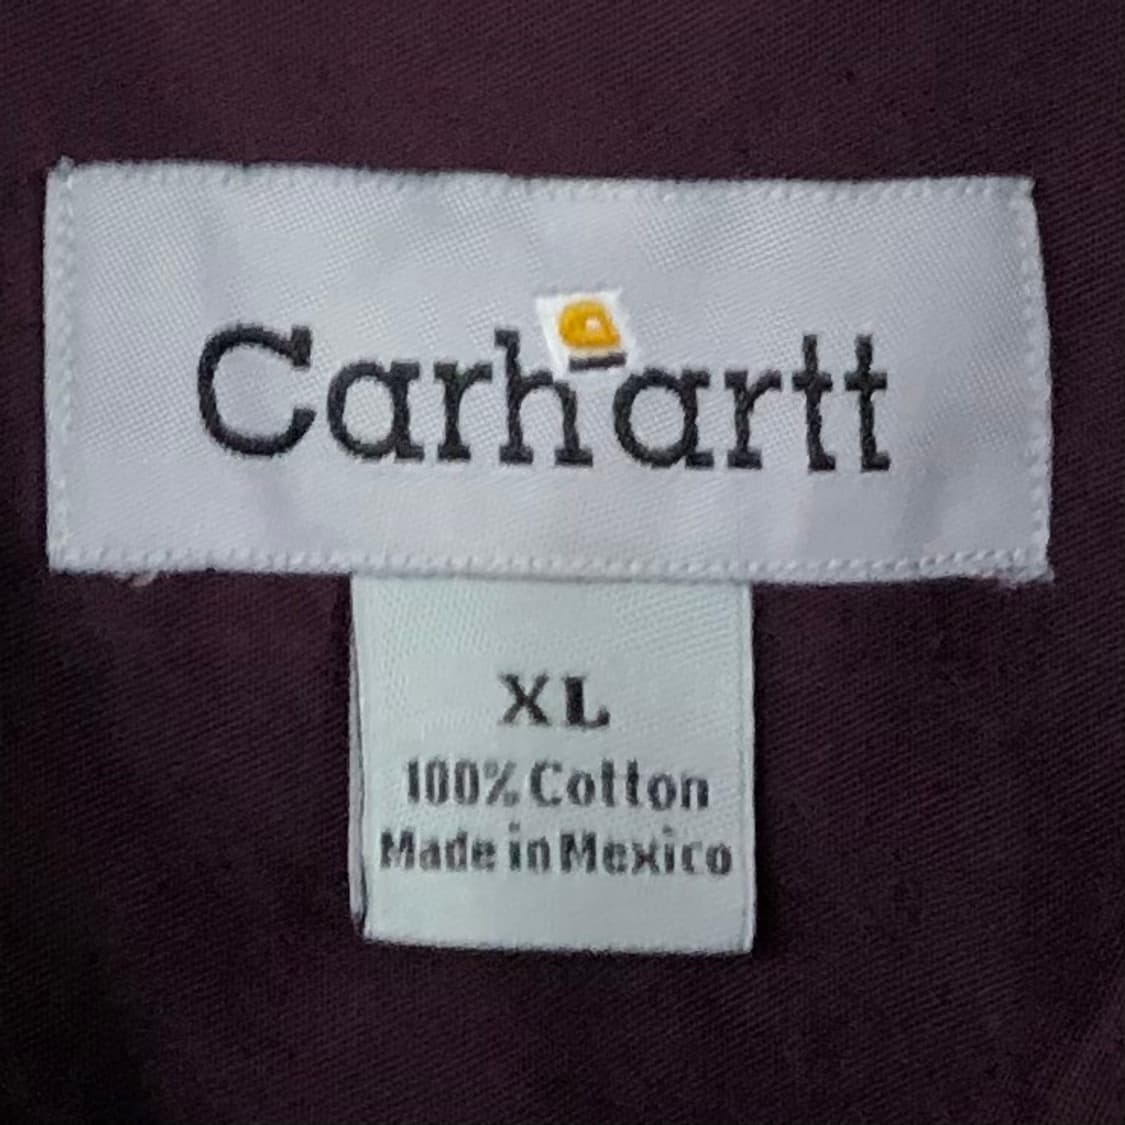 Carhartt
XL
100% Cotton
Made in Mexico